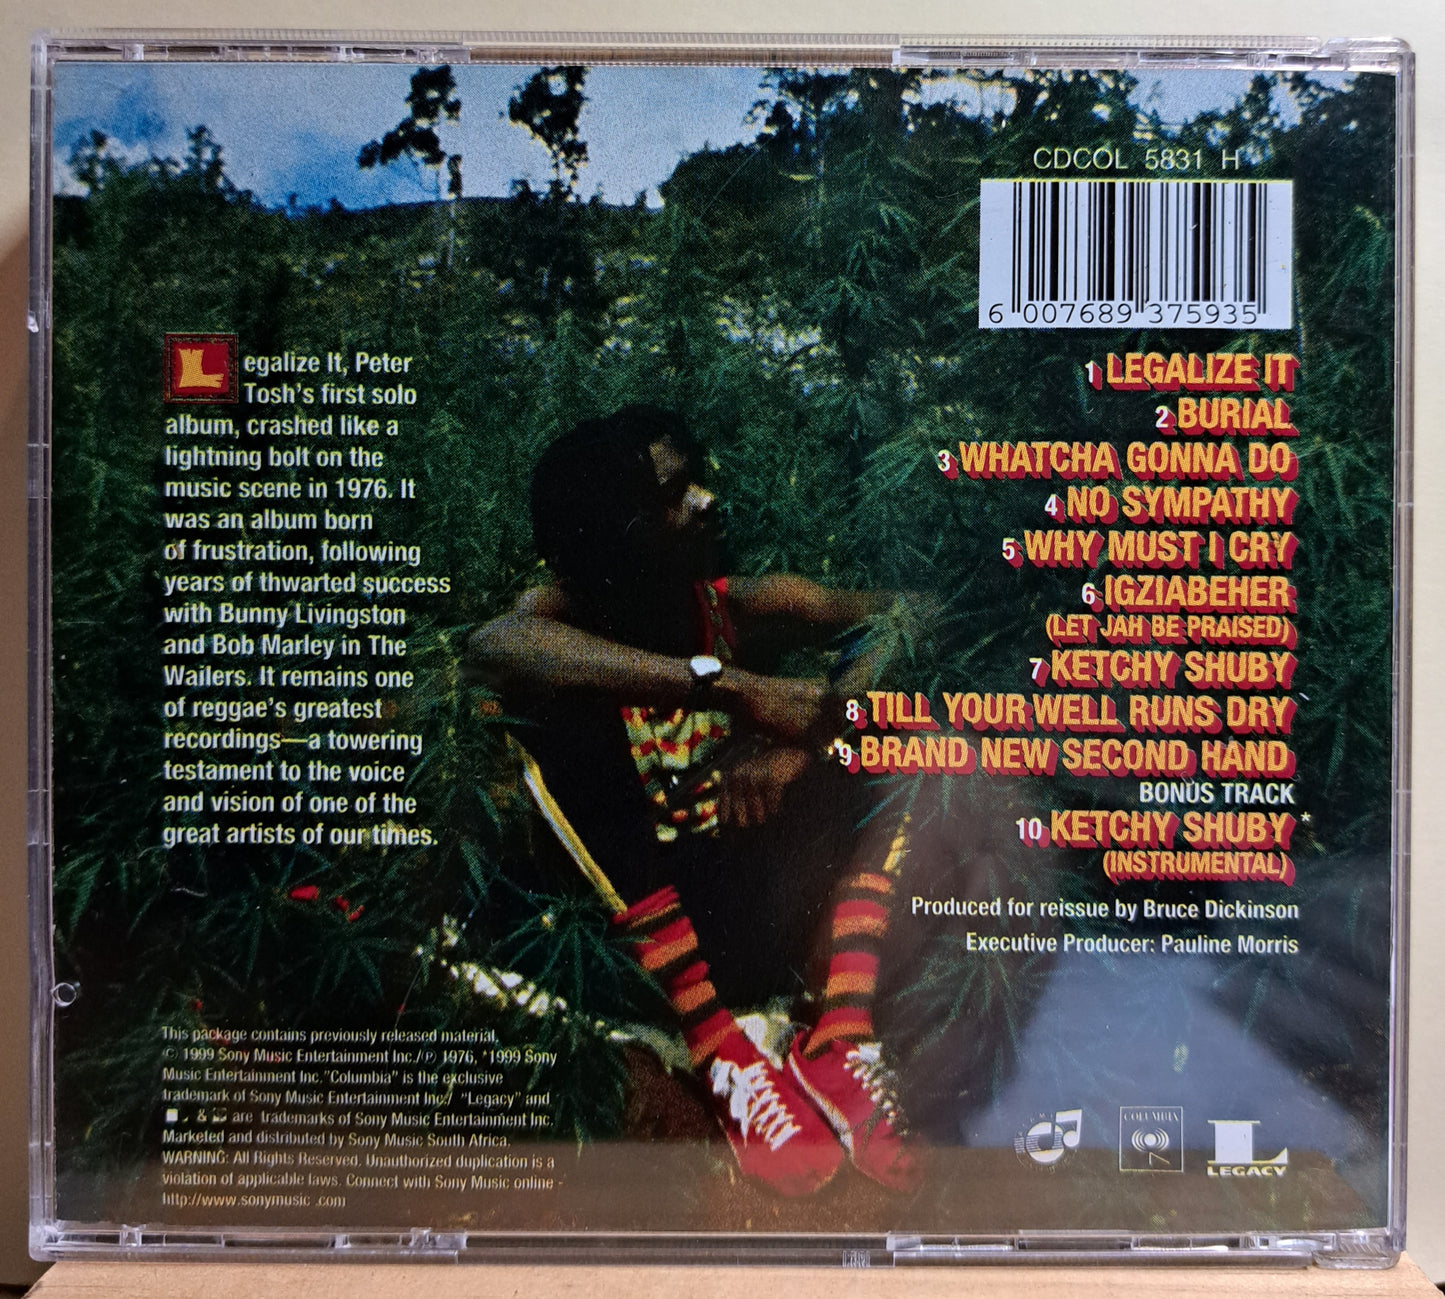 CDCOL 5831 H
6 007689 375935
Legalize It, Peter
Tosh's first solo
album, crashed like a
lightning bolt on the
music scene in 1976. It
was an album born
of frustration, following
years of thwarted success
with Bunny Livingston
and Bob Marley in The
Wailers. It remains one
of reggae's greatest
recordings—a towering
testament to the voice
and vision of one of the
great artists of our times.
1 LEGALIZE IT
2 BURIAL
3 WHATCHA GONNA DO
4 NO SYMPATHY
5 WHY MUST I CRY
6 IGZIABEHER
(LET JAH BE PRAISED)
7 KETCHY SHUBY
8 TILL YOUR WELL RUNS DRY
9 BRAND NEW SECOND HAND
BONUS TRACK
10 KETCHY SHUBY *
(INSTRUMENTAL)
Produced for reissue by Bruce Dickinson
Executive Producer: Pauline Morris
This package contains previously released material.
© 1999 Sony Music Entertainment Inc./℗ 1976, *1999 Sony
Music Entertainment Inc."Columbia" is the exclusive
trademark of Sony Music Entertainment Inc./ "Legacy" and
, & are trademarks of Sony Music Entertainment Inc.
Marketed and distributed by Sony Music South Africa.
WARNING: All Rights Reserved. Unauthorized duplication is a
violation of applicable laws. Connect with Sony Music online -
http://www.sonymusic .com
COLUMBIA
L
LEGACY